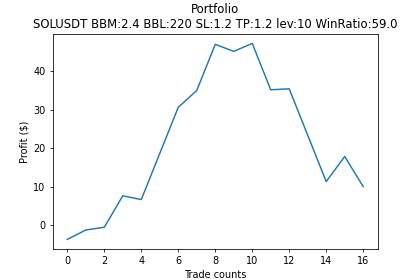 Portfolio
SOLUSDT BBM:2.4 BBL:220 SL:1.2 TP:1.2 lev:10 WinRatio:59.0
40
30
20
10
0
Profit ($)
0 2 4 6 8 10 12 14 16
Trade counts